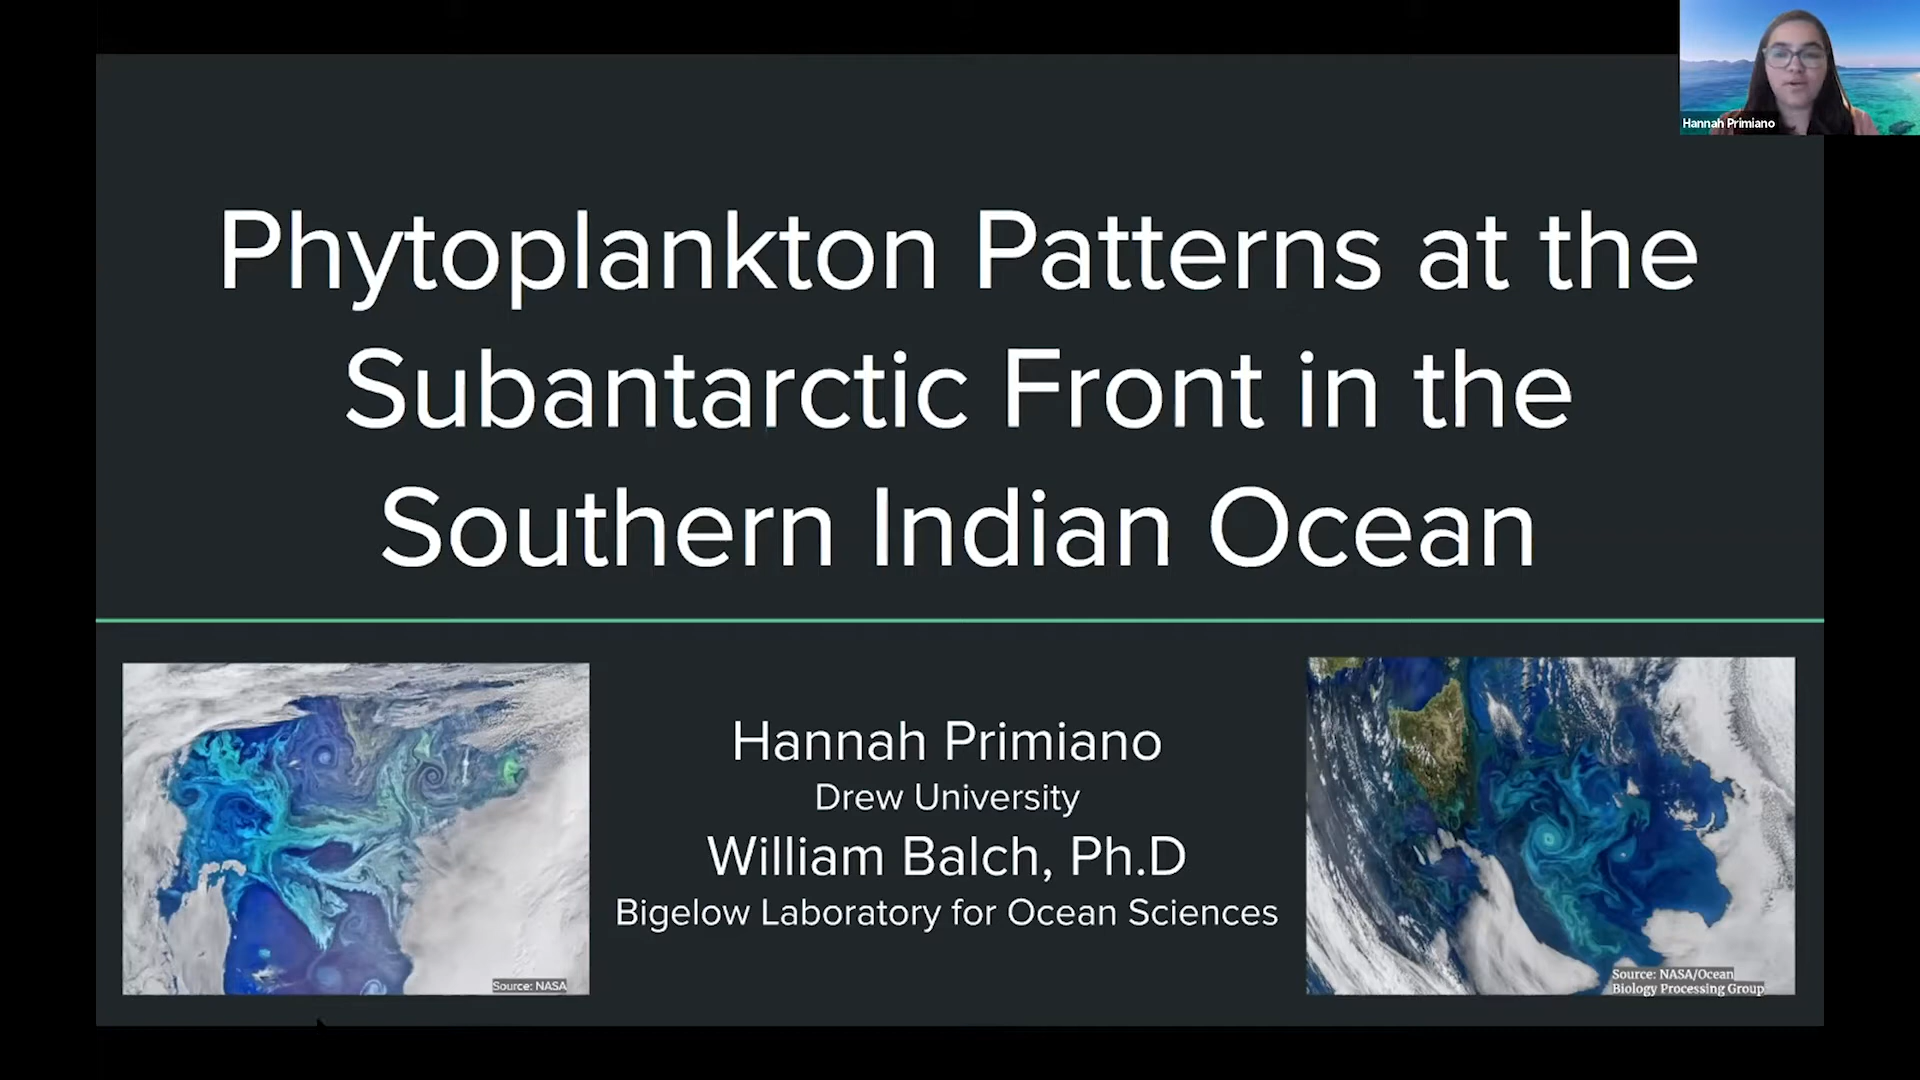 Hannah Primiano
Phytoplankton Patterns at the
Subantarctic Front in the
Southern Indian Ocean
Hannah Primiano
Drew University
William Balch, Ph.D
Bigelow Laboratory for Ocean Sciences
Source: NASA
Source: NASA/Ocean
Biology Processing Group